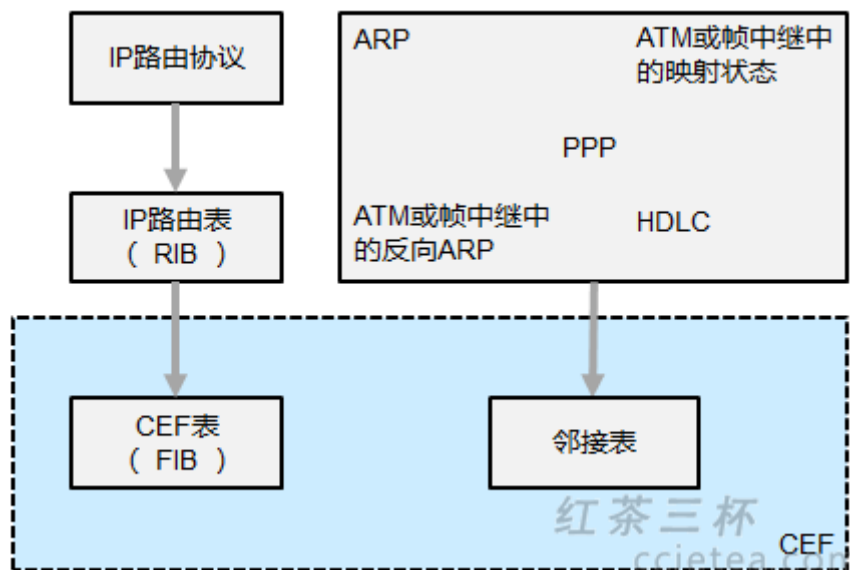 IP路由协议
ARP
ATM或帧中继中
的映射状态
PPP
IP路由表
（ RIB ）
ATM或帧中继中
的反向ARP
HDLC
CEF表
（ FIB ）
邻接表
红茶三杯
CEF
ccietea.com